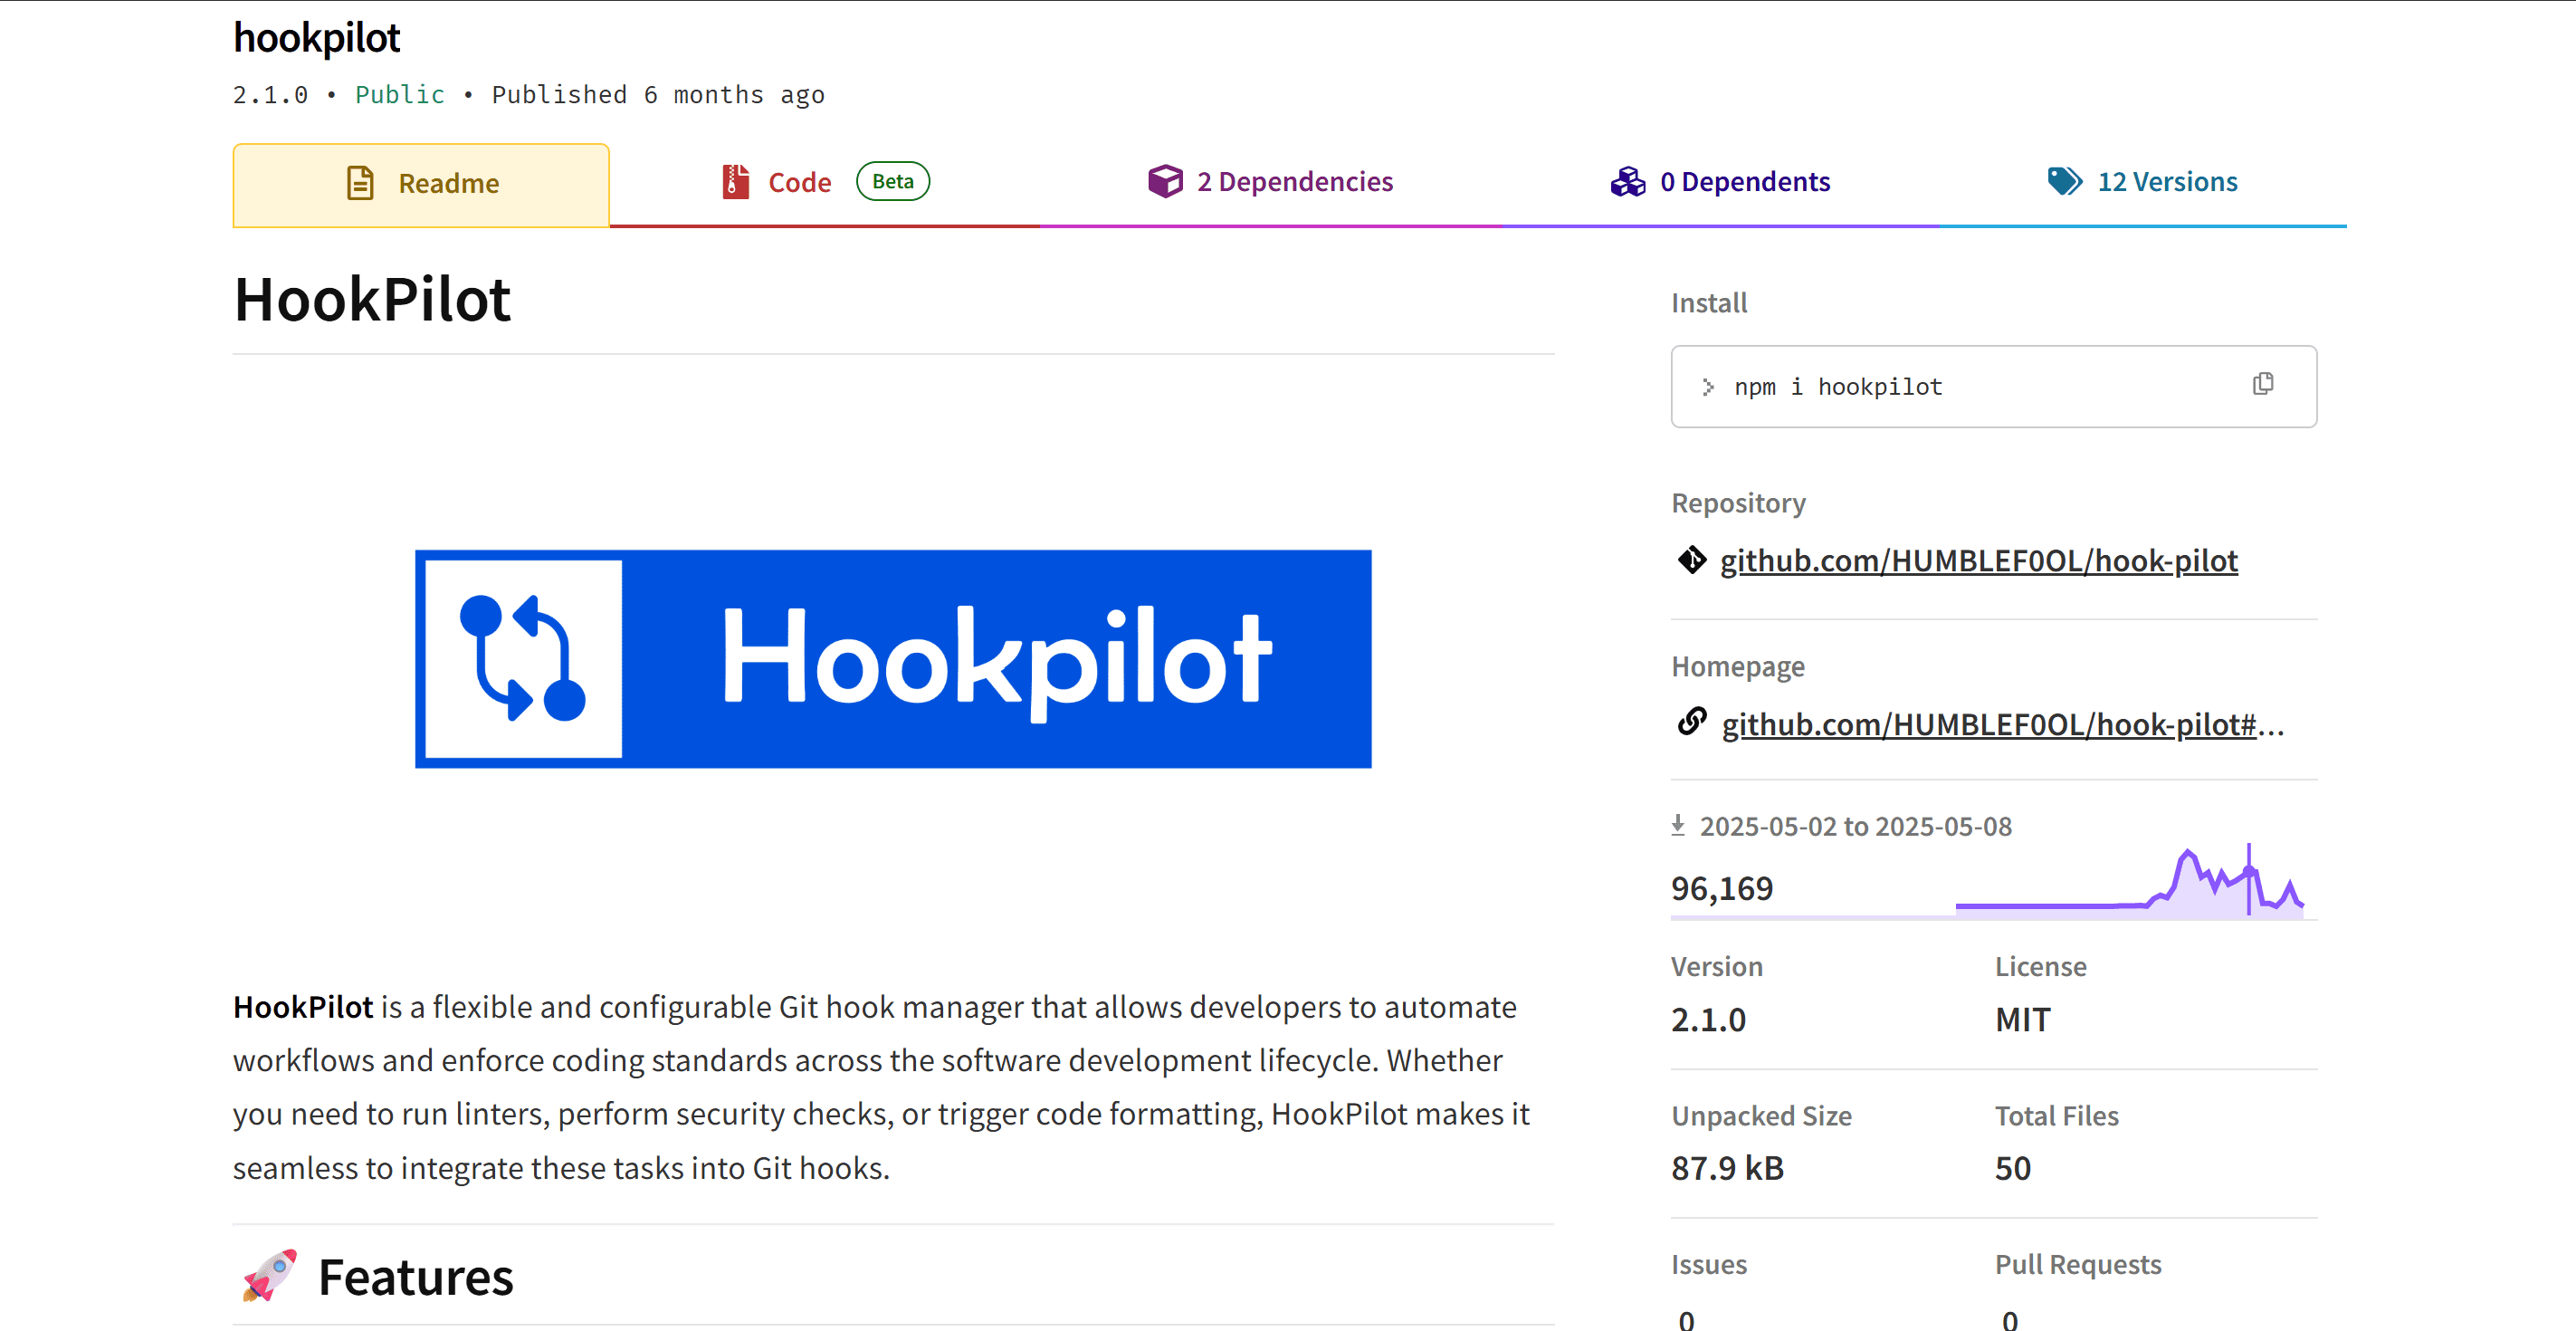 hookpilot
2.1.0 • Public • Published 6 months ago
Readme
Code Beta
2 Dependencies
0 Dependents
12 Versions
HookPilot
Hookpilot
HookPilot is a flexible and configurable Git hook manager that allows developers to automate
workflows and enforce coding standards across the software development lifecycle. Whether
you need to run linters, perform security checks, or trigger code formatting, HookPilot makes it
seamless to integrate these tasks into Git hooks.
🚀 Features
Install
> npm i hookpilot
Repository
github.com/HUMBLEF0OL/hook-pilot
Homepage
github.com/HUMBLEF0OL/hook-pilot#...
2025-05-02 to 2025-05-08
96,169
Version
2.1.0
License
MIT
Unpacked Size
87.9 kB
Total Files
50
Issues
0
Pull Requests
0